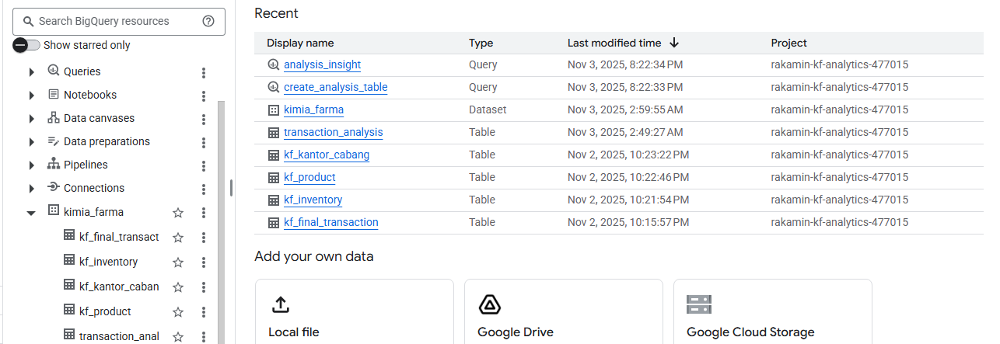 Search BigQuery resources
Show starred only
Queries
Notebooks
Data canvases
Data preparations
Pipelines
Connections
kimia_farma
kf_final_transact
kf_inventory
kf_kantor_caban
kf_product
transaction_anal
Recent
Display name Type Last modified time Project
analysis_insight Query Nov 3, 2025, 8:22:34 PM rakamin-kf-analytics-477015
create_analysis_table Query Nov 3, 2025, 8:22:33 PM rakamin-kf-analytics-477015
kimia_farma Dataset Nov 3, 2025, 2:59:55 AM rakamin-kf-analytics-477015
transaction_analysis Table Nov 3, 2025, 2:49:27 AM rakamin-kf-analytics-477015
kf_kantor_cabang Table Nov 2, 2025, 10:23:22 PM rakamin-kf-analytics-477015
kf_product Table Nov 2, 2025, 10:22:46 PM rakamin-kf-analytics-477015
kf_inventory Table Nov 2, 2025, 10:21:54 PM rakamin-kf-analytics-477015
kf_final_transaction Table Nov 2, 2025, 10:15:57 PM rakamin-kf-analytics-477015
Add your own data
Local file Google Drive Google Cloud Storage